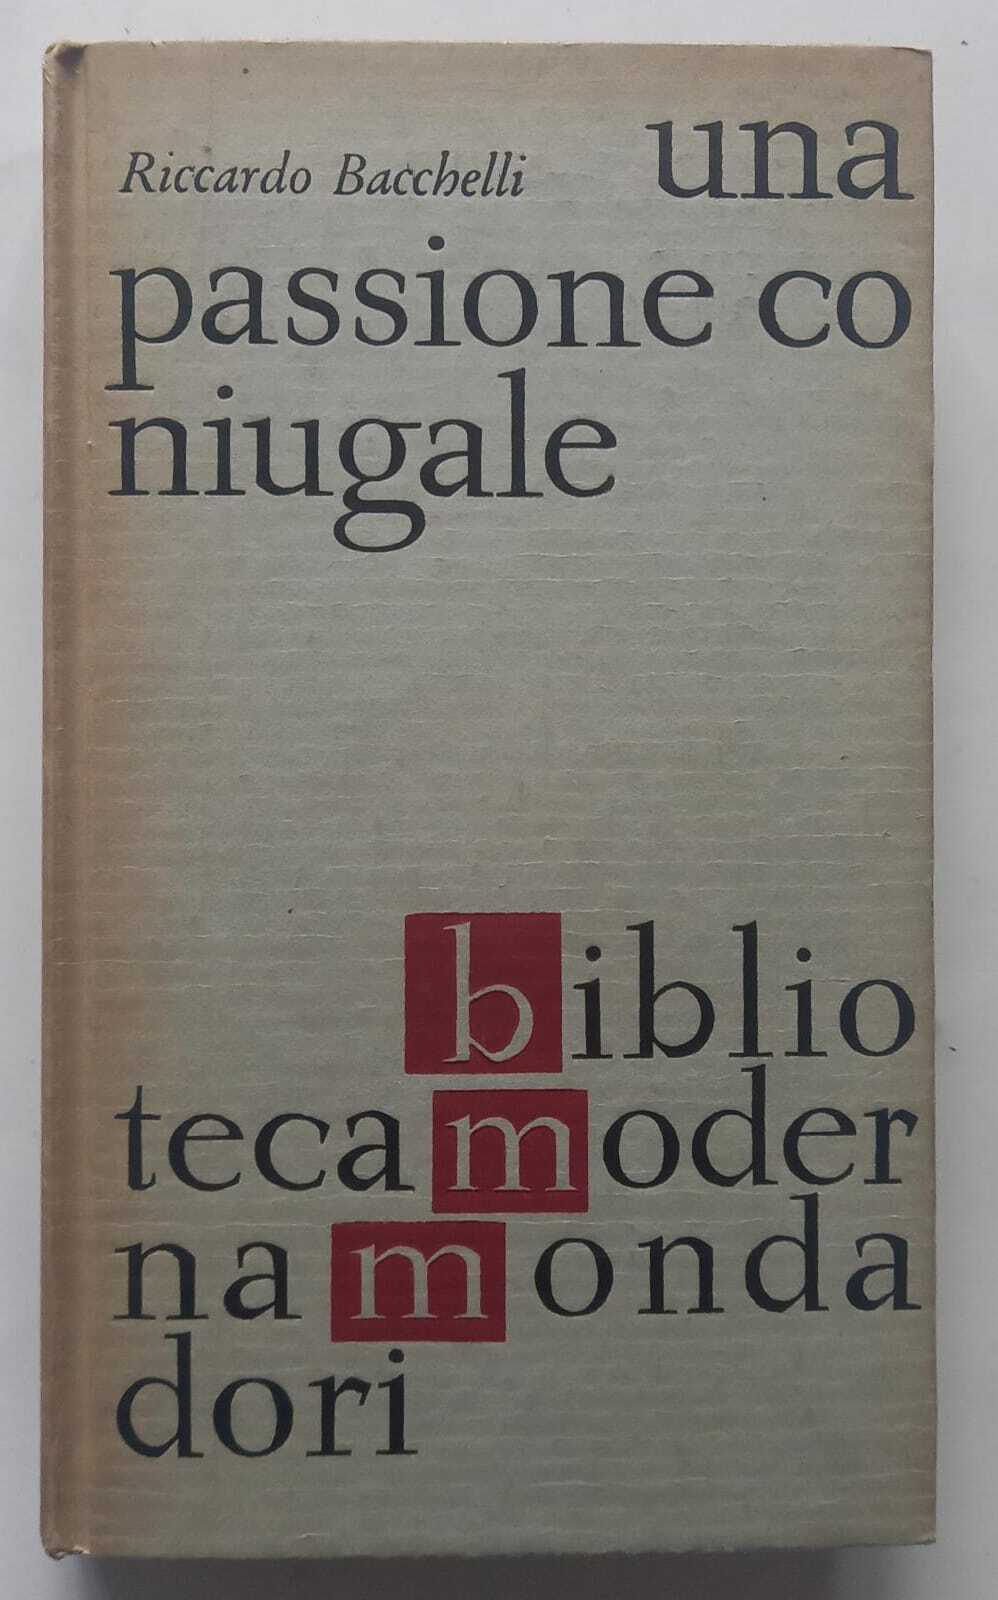 Riccardo Bacchelli una
passione co
niugale
biblio
teca moder
na monda
dori